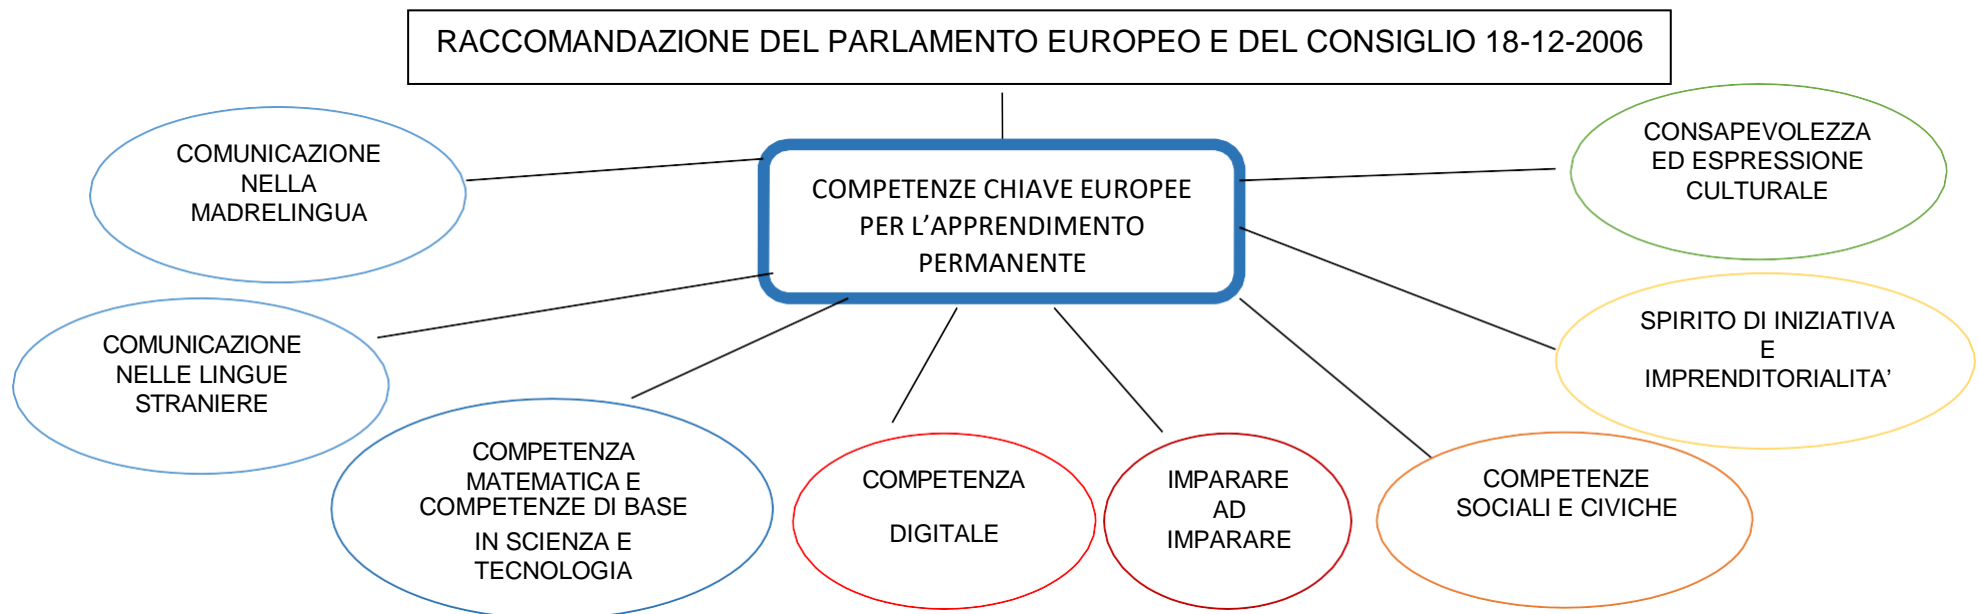 RACCOMANDAZIONE DEL PARLAMENTO EUROPEO E DEL CONSIGLIO 18-12-2006
COMPETENZE CHIAVE EUROPEE
PER L’APPRENDIMENTO
PERMANENTE
COMUNICAZIONE
NELLA
MADRELINGUA
COMUNICAZIONE
NELLE LINGUE
STRANIERE
COMPETENZA
MATEMATICA E
COMPETENZE DI BASE
IN SCIENZA E
TECNOLOGIA
COMPETENZA
DIGITALE
IMPARARE
AD
IMPARARE
COMPETENZE
SOCIALI E CIVICHE
SPIRITO DI INIZIATIVA
E
IMPRENDITORIALITA’
CONSAPEVOLEZZA
ED ESPRESSIONE
CULTURALE